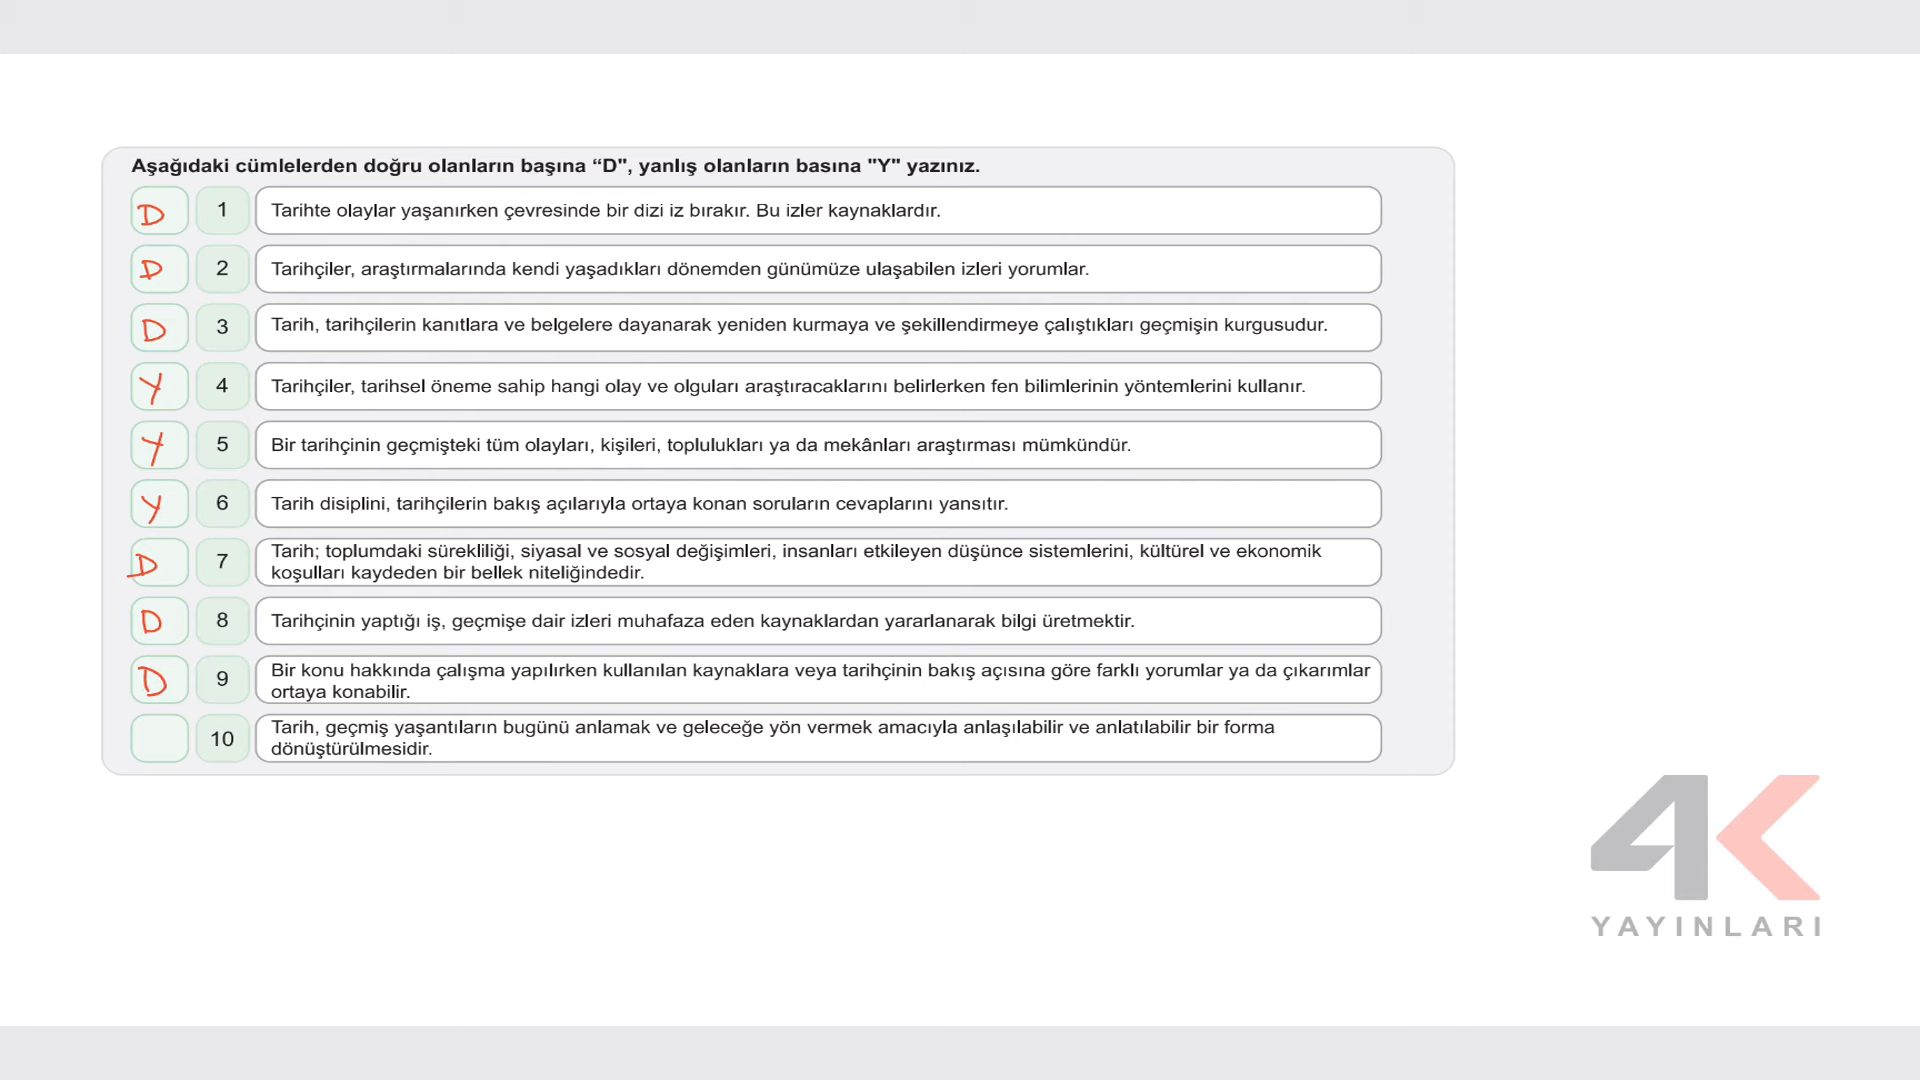 Aşağıdaki cümlelerden doğru olanların başına “D", yanlış olanların basına "Y" yazınız.
D 1 Tarihte olaylar yaşanırken çevresinde bir dizi iz bırakır. Bu izler kaynaklardır.
D 2 Tarihçiler, araştırmalarında kendi yaşadıkları dönemden günümüze ulaşabilen izleri yorumlar.
D 3 Tarih, tarihçilerin kanıtlara ve belgelere dayanarak yeniden kurmaya ve şekillendirmeye çalıştıkları geçmişin kurgusudur.
Y 4 Tarihçiler, tarihsel öneme sahip hangi olay ve olguları araştıracaklarını belirlerken fen bilimlerinin yöntemlerini kullanır.
Y 5 Bir tarihçinin geçmişteki tüm olayları, kişileri, toplulukları ya da mekânları araştırması mümkündür.
Y 6 Tarih disiplini, tarihçilerin bakış açılarıyla ortaya konan soruların cevaplarını yansıtır.
D 7 Tarih; toplumdaki sürekliliği, siyasal ve sosyal değişimleri, insanları etkileyen düşünce sistemlerini, kültürel ve ekonomik
koşulları kaydeden bir bellek niteliğindedir.
D 8 Tarihçinin yaptığı iş, geçmişe dair izleri muhafaza eden kaynaklardan yararlanarak bilgi üretmektir.
D 9 Bir konu hakkında çalışma yapılırken kullanılan kaynaklara veya tarihçinin bakış açısına göre farklı yorumlar ya da çıkarımlar
ortaya konabilir.
10 Tarih, geçmiş yaşantıların bugünü anlamak ve geleceğe yön vermek amacıyla anlaşılabilir ve anlatılabilir bir forma
dönüştürülmesidir.
4K
YAYINLARI